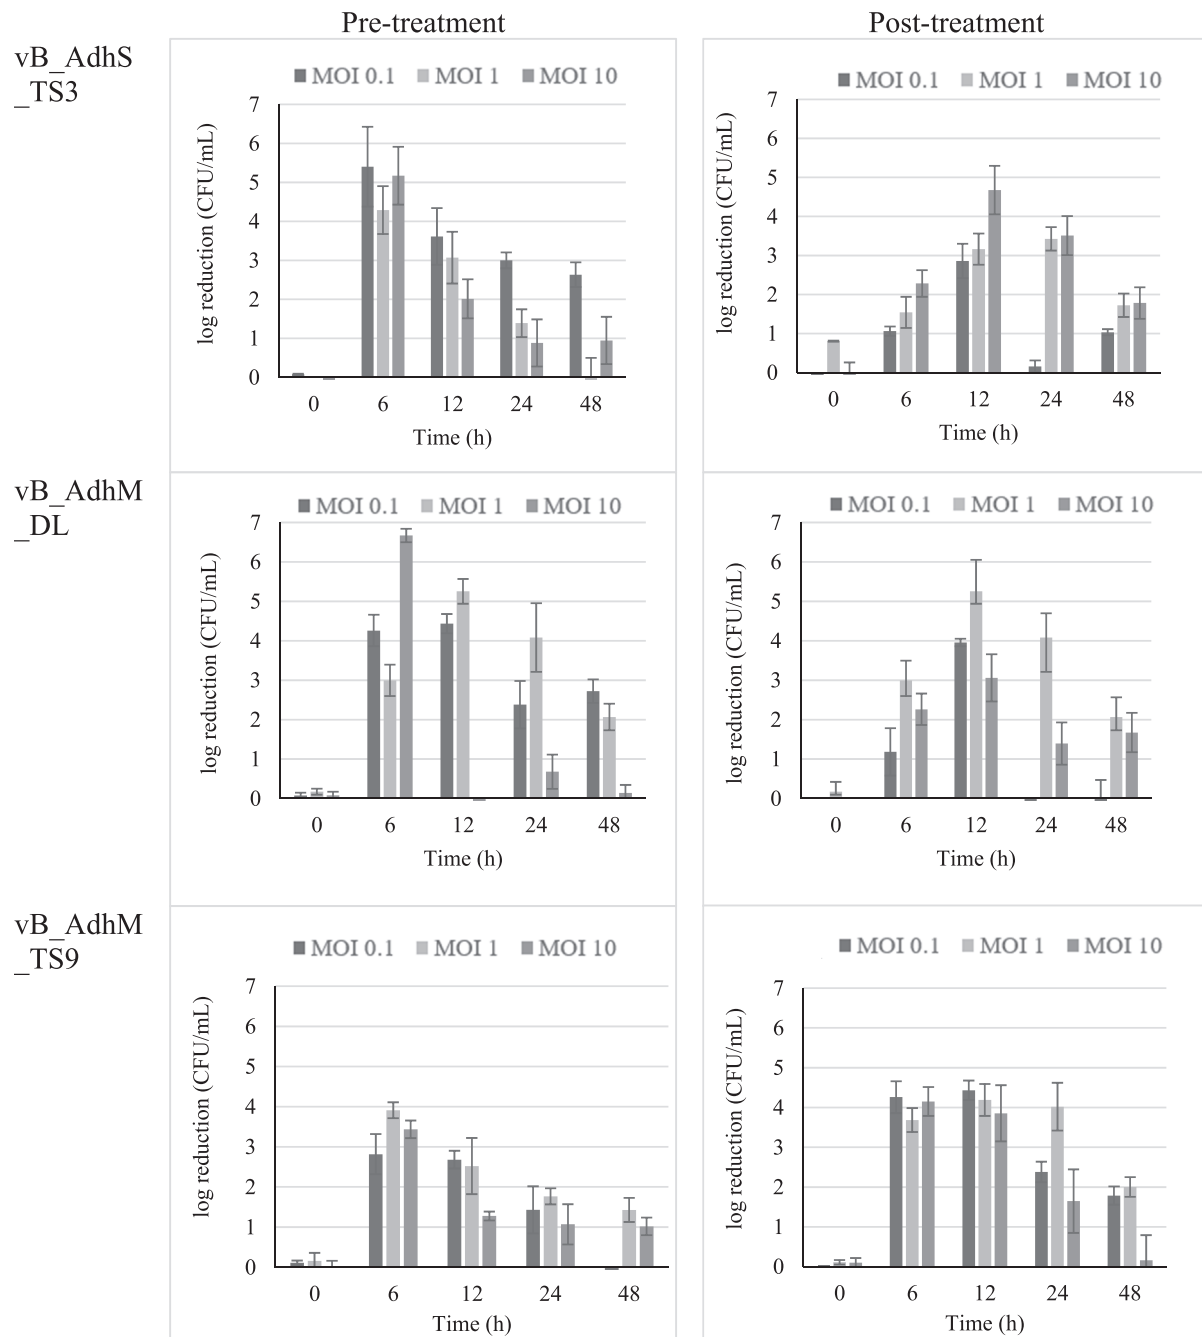 Pre-treatment Post-treatment
vB_AdhS
_TS3
MOI 0.1 MOI 1 MOI 10
log reduction (CFU/mL)
7
6
5
4
3
2
1
0
0 6 12 24 48
Time (h)
MOI 0.1 MOI 1 MOI 10
log reduction (CFU/mL)
7
6
5
4
3
2
1
0
0 6 12 24 48
Time (h)
vB_AdhM
_DL
MOI 0.1 MOI 1 MOI 10
log reduction (CFU/mL)
7
6
5
4
3
2
1
0
0 6 12 24 48
Time (h)
MOI 0.1 MOI 1 MOI 10
log reduction (CFU/mL)
7
6
5
4
3
2
1
0
0 6 12 24 48
Time (h)
vB_AdhM
_TS9
MOI 0.1 MOI 1 MOI 10
log reduction (CFU/mL)
7
6
5
4
3
2
1
0
0 6 12 24 48
Time (h)
MOI 0.1 MOI 1 MOI 10
log reduction (CFU/mL)
7
6
5
4
3
2
1
0
0 6 12 24 48
Time (h)